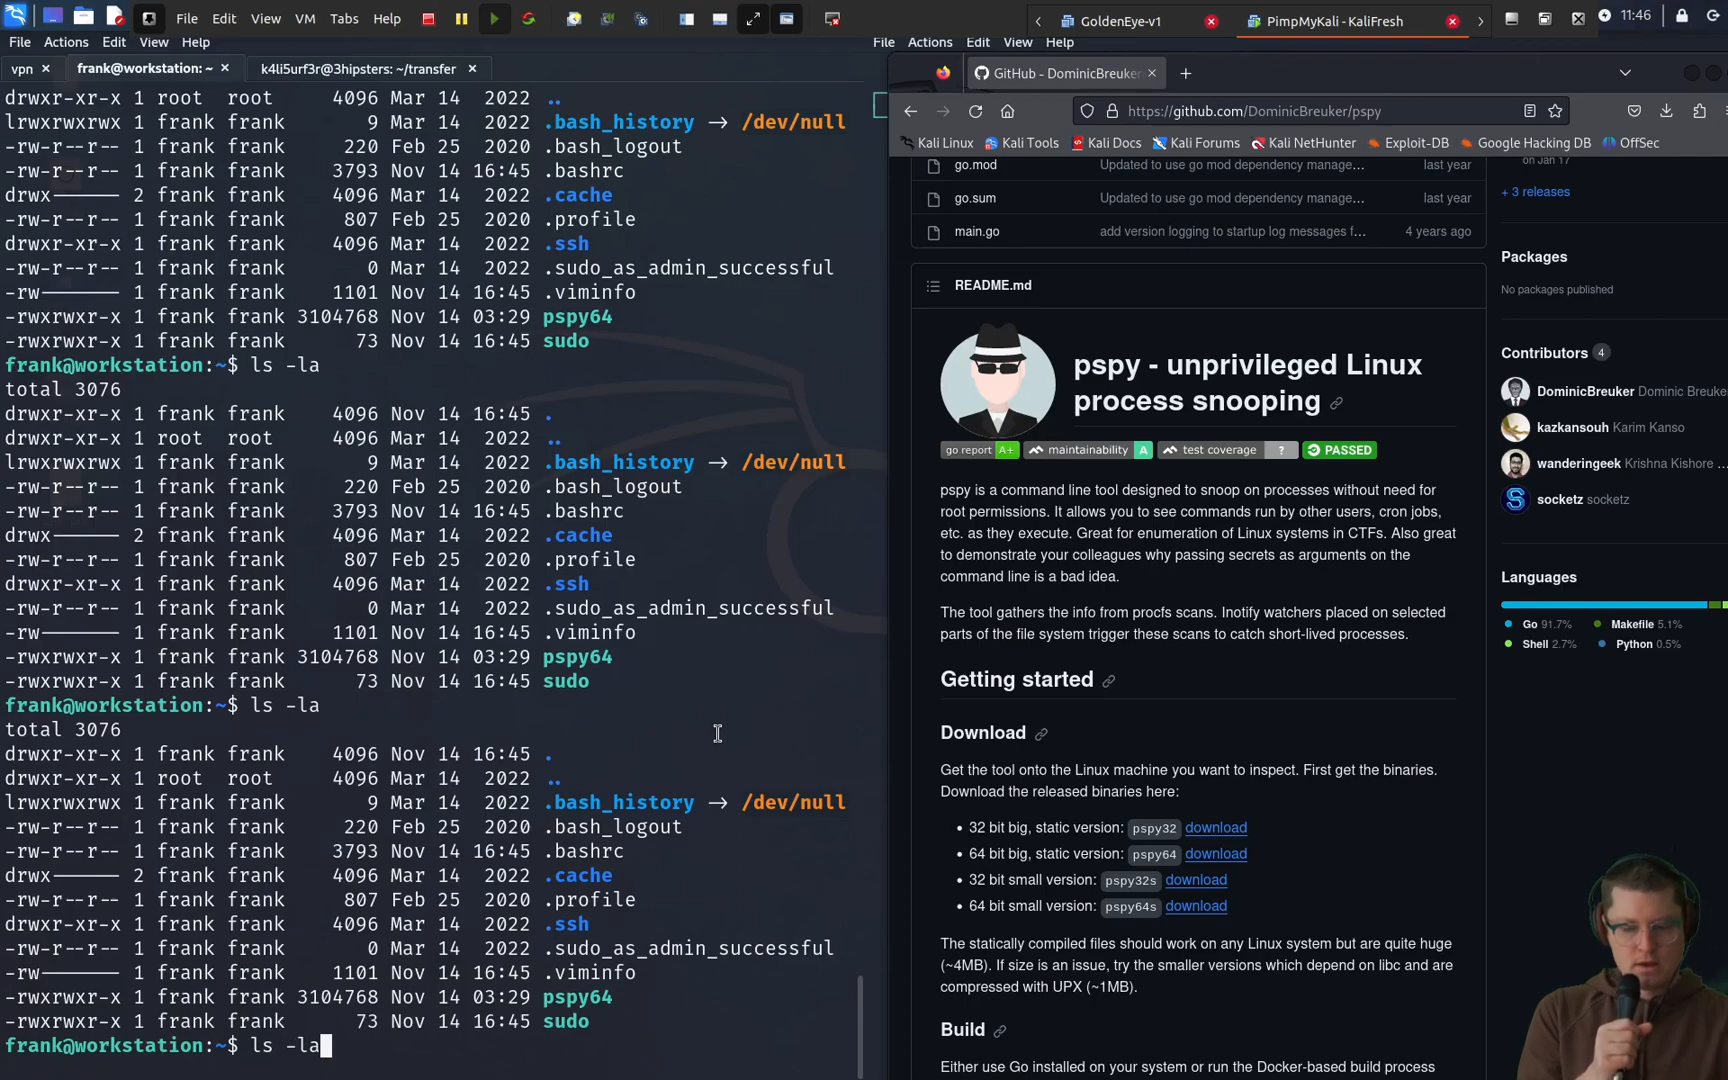 File Edit View VM Tabs Help
GoldenEye-v1
PimpMyKali - KaliFresh
11:46
File Actions Edit View Help
vpn
frank@workstation: ~
k4li5urf3r@3hipsters: ~/transfer
drwxr-xr-x 1 root root 4096 Mar 14 2022 ..
lrwxrwxrwx 1 frank frank 9 Mar 14 2022 .bash_history → /dev/null
-rw-r--r-- 1 frank frank 220 Feb 25 2020 .bash_logout
-rw-r--r-- 1 frank frank 3793 Nov 14 16:45 .bashrc
drwx------ 2 frank frank 4096 Mar 14 2022 .cache
-rw-r--r-- 1 frank frank 807 Feb 25 2020 .profile
drwxr-xr-x 2 frank frank 4096 Mar 14 2022 .ssh
-rw-r--r-- 1 frank frank 0 Mar 14 2022 .sudo_as_admin_successful
-rw------- 1 frank frank 1101 Nov 14 16:45 .viminfo
-rwxrwxr-x 1 frank frank 3104768 Nov 14 03:29 pspy64
-rwxrwxr-x 1 frank frank 73 Nov 14 16:45 sudo
frank@workstation:~$ ls -la
total 3076
drwxr-xr-x 1 frank frank 4096 Nov 14 16:45 .
drwxr-xr-x 1 root root 4096 Mar 14 2022 ..
lrwxrwxrwx 1 frank frank 9 Mar 14 2022 .bash_history → /dev/null
-rw-r--r-- 1 frank frank 220 Feb 25 2020 .bash_logout
-rw-r--r-- 1 frank frank 3793 Nov 14 16:45 .bashrc
drwx------ 2 frank frank 4096 Mar 14 2022 .cache
-rw-r--r-- 1 frank frank 807 Feb 25 2020 .profile
drwxr-xr-x 2 frank frank 4096 Mar 14 2022 .ssh
-rw-r--r-- 1 frank frank 0 Mar 14 2022 .sudo_as_admin_successful
-rw------- 1 frank frank 1101 Nov 14 16:45 .viminfo
-rwxrwxr-x 1 frank frank 3104768 Nov 14 03:29 pspy64
-rwxrwxr-x 1 frank frank 73 Nov 14 16:45 sudo
frank@workstation:~$ ls -la
total 3076
drwxr-xr-x 1 frank frank 4096 Nov 14 16:45 .
drwxr-xr-x 1 root root 4096 Mar 14 2022 ..
lrwxrwxrwx 1 frank frank 9 Mar 14 2022 .bash_history → /dev/null
-rw-r--r-- 1 frank frank 220 Feb 25 2020 .bash_logout
-rw-r--r-- 1 frank frank 3793 Nov 14 16:45 .bashrc
drwx------ 2 frank frank 4096 Mar 14 2022 .cache
-rw-r--r-- 1 frank frank 807 Feb 25 2020 .profile
drwxr-xr-x 2 frank frank 4096 Mar 14 2022 .ssh
-rw-r--r-- 1 frank frank 0 Mar 14 2022 .sudo_as_admin_successful
-rw------- 1 frank frank 1101 Nov 14 16:45 .viminfo
-rwxrwxr-x 1 frank frank 3104768 Nov 14 03:29 pspy64
-rwxrwxr-x 1 frank frank 73 Nov 14 16:45 sudo
frank@workstation:~$ ls -la
File Actions Edit View Help
GitHub - DominicBreuker
https://github.com/DominicBreuker/pspy
Kali Linux Kali Tools Kali Docs Kali Forums Kali NetHunter Exploit-DB Google Hacking DB OffSec
go.mod Updated to use go mod dependency manage... last year
go.sum Updated to use go mod dependency manage... last year
main.go add version logging to startup log messages f... 4 years ago
README.md
pspy - unprivileged Linux
process snooping
go report A+ maintainability A test coverage ? PASSED
pspy is a command line tool designed to snoop on processes without need for
root permissions. It allows you to see commands run by other users, cron jobs,
etc. as they execute. Great for enumeration of Linux systems in CTFs. Also great
to demonstrate your colleagues why passing secrets as arguments on the
command line is a bad idea.
The tool gathers the info from procfs scans. Inotify watchers placed on selected
parts of the file system trigger these scans to catch short-lived processes.
Getting started
Download
Get the tool onto the Linux machine you want to inspect. First get the binaries.
Download the released binaries here:
• 32 bit big, static version: pspy32 download
• 64 bit big, static version: pspy64 download
• 32 bit small version: pspy32s download
• 64 bit small version: pspy64s download
The statically compiled files should work on any Linux system but are quite huge
(~4MB). If size is an issue, try the smaller versions which depend on libc and are
compressed with UPX (~1MB).
Build
Either use Go installed on your system or run the Docker-based build process
on Jan 17
+ 3 releases
Packages
No packages published
Contributors 4
DominicBreuker Dominic Breuke
kazkansouh Karim Kanso
wanderingeek Krishna Kishore ...
socketz socketz
Languages
Go 91.7% Makefile 5.1%
Shell 2.7% Python 0.5%